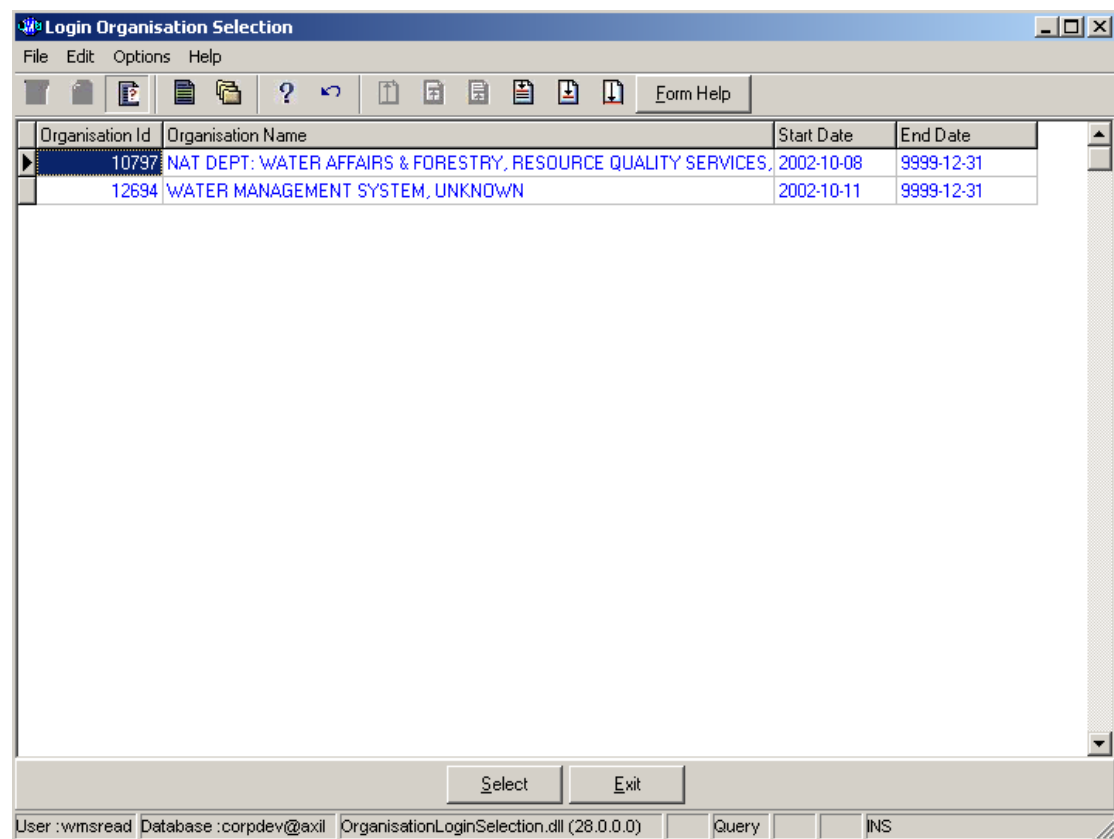 Login Organisation Selection
File Edit Options Help
Form Help
Organisation Id Organisation Name Start Date End Date
10797 NAT DEPT: WATER AFFAIRS & FORESTRY, RESOURCE QUALITY SERVICES, 2002-10-08 9999-12-31
12694 WATER MANAGEMENT SYSTEM, UNKNOWN 2002-10-11 9999-12-31
Select Exit
User :wmsread Database :corpdev@axil OrganisationLoginSelection.dll (28.0.0.0) Query INS